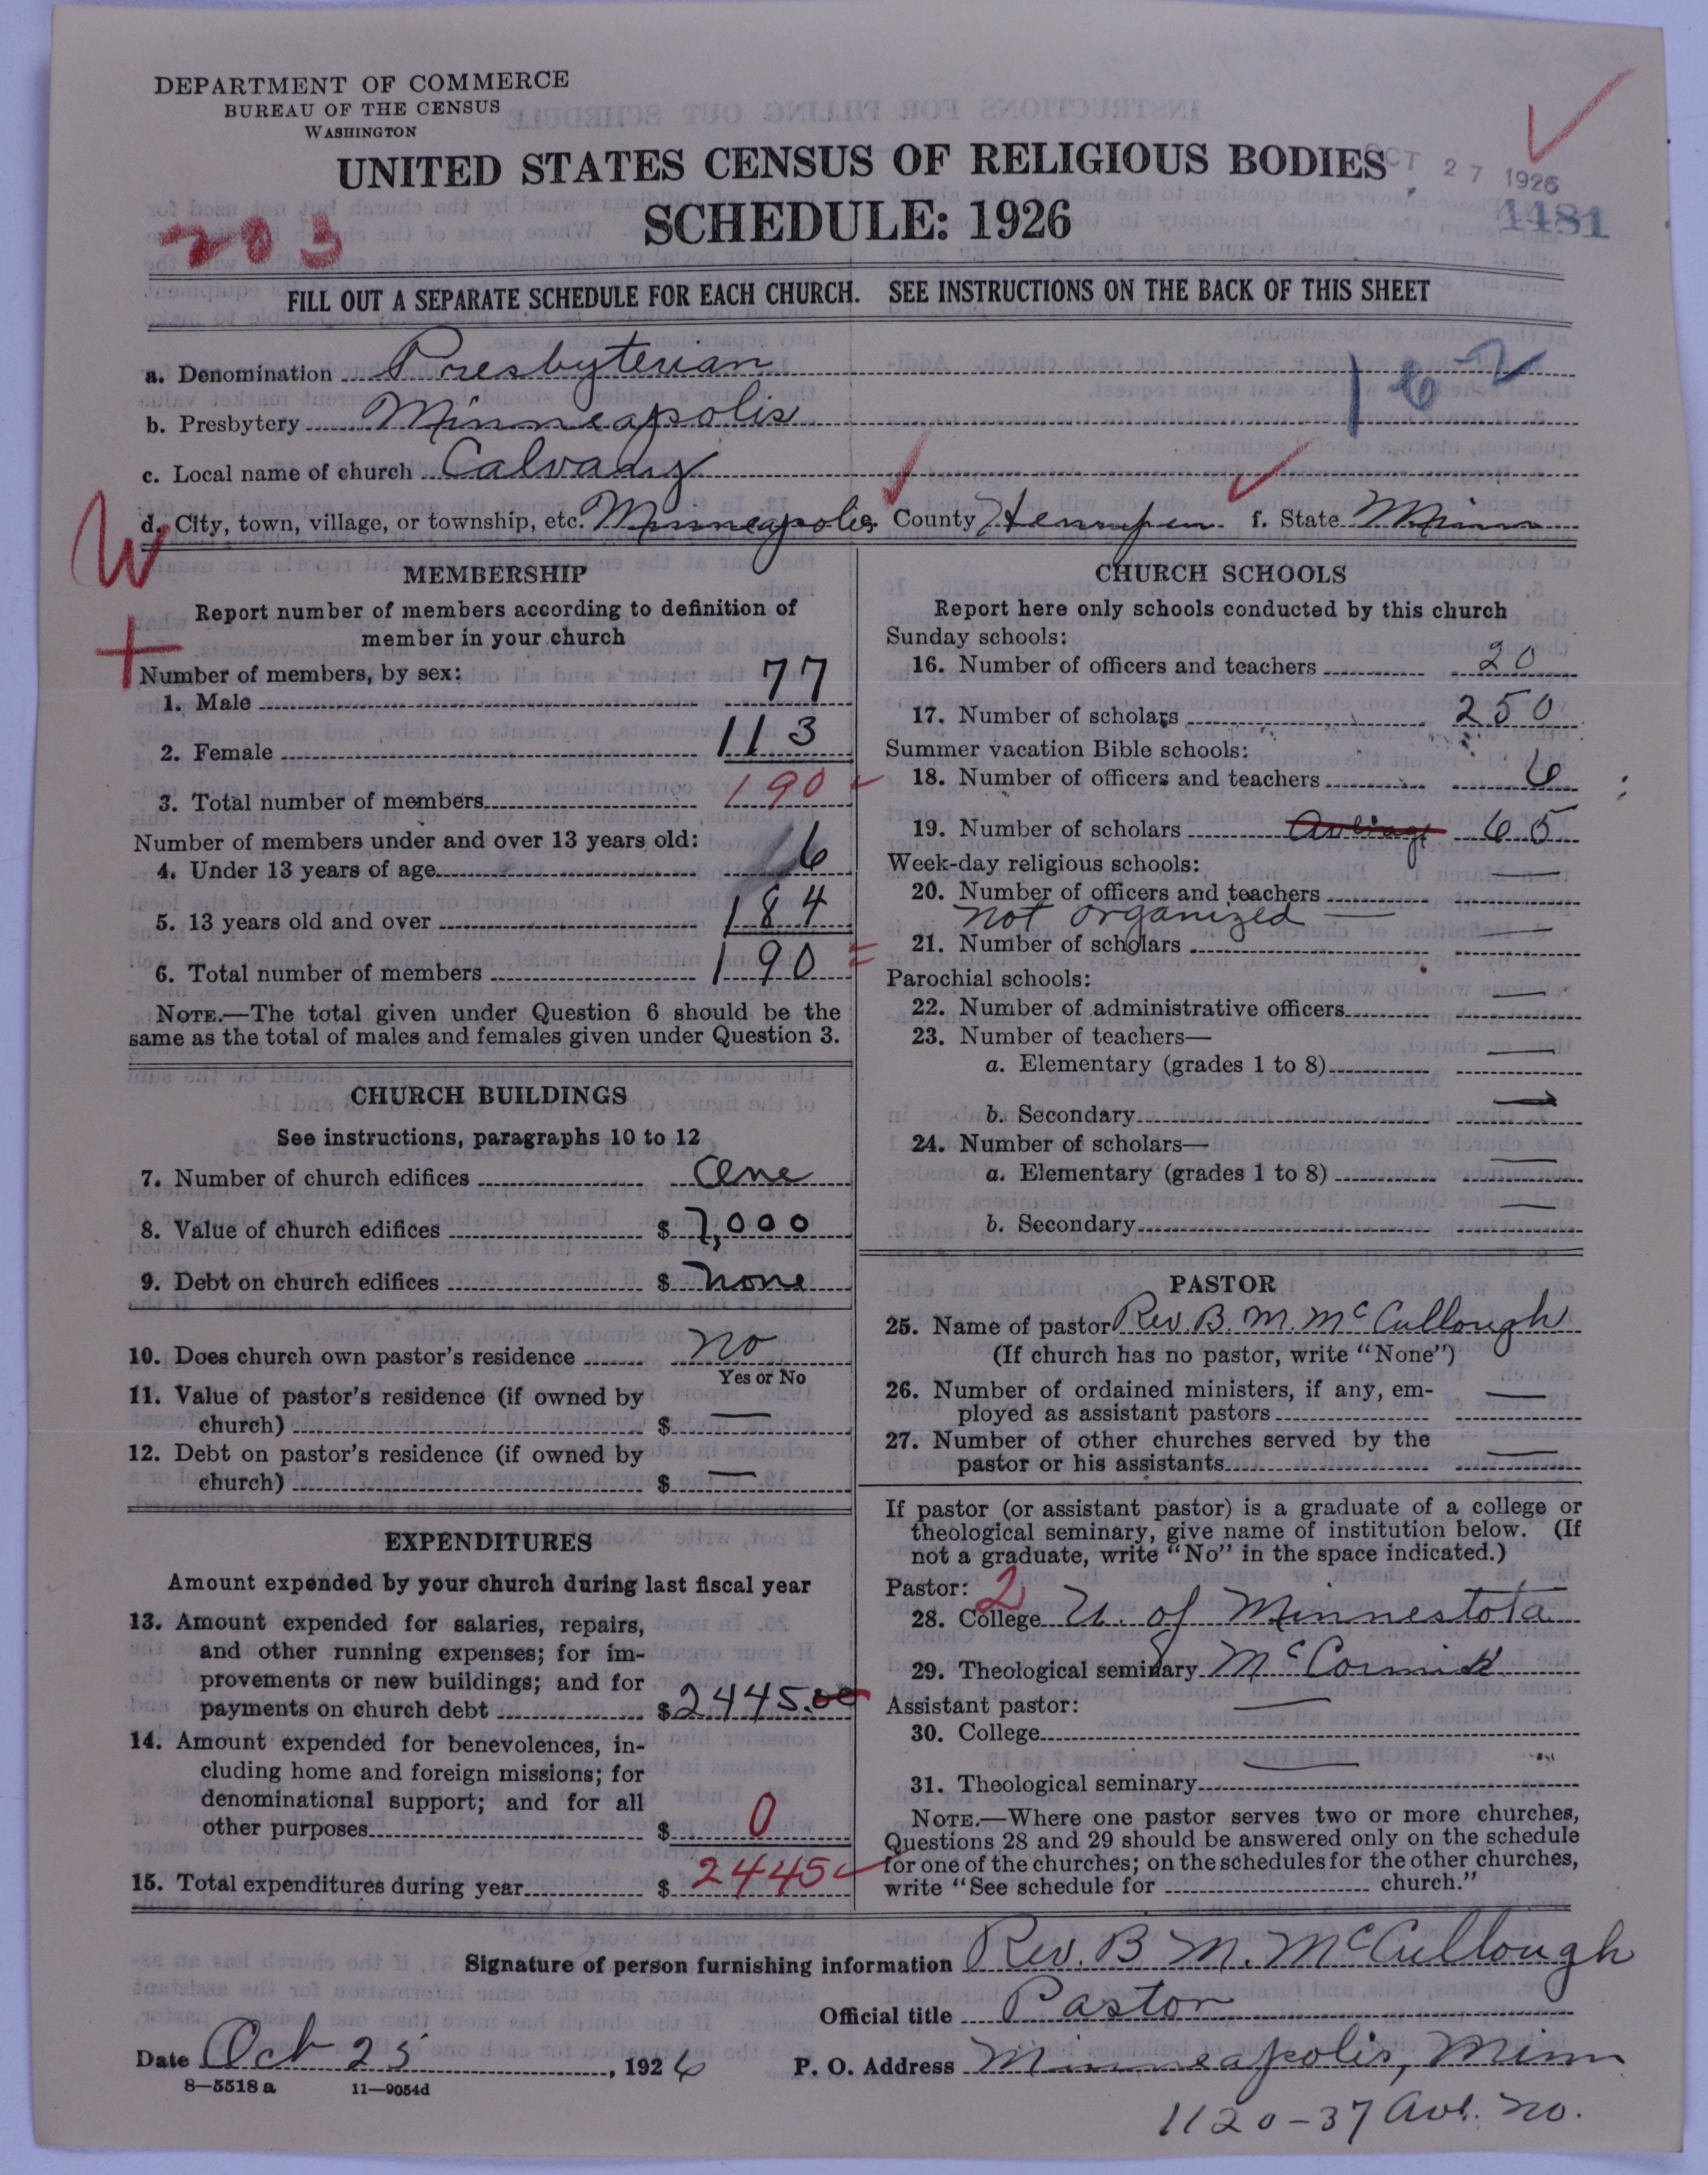 DEPARTMENT OF COMMERCE
BUREAU OF THE CENSUS
WASHINGTON
UNITED STATES CENSUS OF RELIGIOUS BODIES
OCT 27 1926
SCHEDULE: 1926
1481
203
FILL OUT A SEPARATE SCHEDULE FOR EACH CHURCH. SEE INSTRUCTIONS ON THE BACK OF THIS SHEET
a. Denomination Presbyterian
1-6-2
b. Presbytery Minneapolis
c. Local name of church Calvary
d. City, town, village, or township, etc. Minneapolis County Hennepin f. State Minn
W
+
MEMBERSHIP
Report number of members according to definition of
member in your church
Number of members, by sex:
1. Male 77
2. Female 113
3. Total number of members 190
Number of members under and over 13 years old:
4. Under 13 years of age 6
5. 13 years old and over 184
6. Total number of members 190
NOTE.—The total given under Question 6 should be the
same as the total of males and females given under Question 3.
CHURCH BUILDINGS
See instructions, paragraphs 10 to 12
7. Number of church edifices One
8. Value of church edifices $ 7,000
9. Debt on church edifices $ none
10. Does church own pastor's residence no
Yes or No
11. Value of pastor's residence (if owned by
church) $ —
12. Debt on pastor's residence (if owned by
church) $ —
EXPENDITURES
Amount expended by your church during last fiscal year
13. Amount expended for salaries, repairs,
and other running expenses; for im-
provements or new buildings; and for
payments on church debt $ 2445.00
14. Amount expended for benevolences, in-
cluding home and foreign missions; for
denominational support; and for all
other purposes $ 0
15. Total expenditures during year $ 2445
CHURCH SCHOOLS
Report here only schools conducted by this church
Sunday schools:
16. Number of officers and teachers 20
17. Number of scholars 250
Summer vacation Bible schools:
18. Number of officers and teachers 6
19. Number of scholars Average 65
Week-day religious schools:
20. Number of officers and teachers —
not organized —
21. Number of scholars —
Parochial schools:
22. Number of administrative officers —
23. Number of teachers—
a. Elementary (grades 1 to 8) —
b. Secondary —
24. Number of scholars—
a. Elementary (grades 1 to 8) —
b. Secondary —
PASTOR
25. Name of pastor Rev. B. M. McCullough
(If church has no pastor, write "None")
26. Number of ordained ministers, if any, em-
ployed as assistant pastors —
27. Number of other churches served by the
pastor or his assistants —
If pastor (or assistant pastor) is a graduate of a college or
theological seminary, give name of institution below. (If
not a graduate, write "No" in the space indicated.)
Pastor: 2
28. College U. of Minnestota
29. Theological seminary McCormick
Assistant pastor: —
30. College
31. Theological seminary —
NOTE.—Where one pastor serves two or more churches,
Questions 28 and 29 should be answered only on the schedule
for one of the churches; on the schedules for the other churches,
write "See schedule for church."
Signature of person furnishing information Rev. B M. McCullough
Official title Pastor
Date Oct 25, 1926 P. O. Address Minneapolis, Minn
8—5518 a 11—9054d
1120-37 Ave. No.